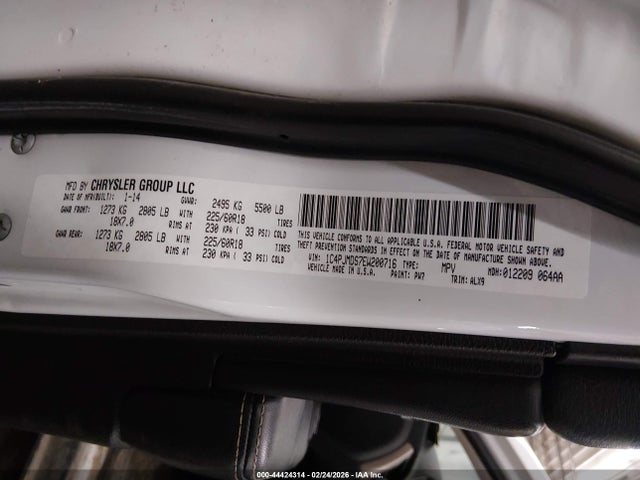 MFD BY CHRYSLER GROUP LLC
DATE OF MFR(BUILT): 1-14 GVWR: 2495 KG 5500 LB
GAWR FRONT: 1273 KG 2805 LB WITH 225/60R18 TIRES
18X7.0 RIMS AT 230 KPA ( 33 PSI) COLD
GAWR REAR: 1273 KG 2805 LB WITH 225/60R18 TIRES
18X7.0 RIMS AT 230 KPA ( 33 PSI) COLD
THIS VEHICLE CONFORMS TO ALL APPLICABLE U.S.A. FEDERAL MOTOR VEHICLE SAFETY AND
THEFT PREVENTION STANDARDS IN EFFECT ON THE DATE OF MANUFACTURE SHOWN ABOVE.
VIN: 1C4PJMDS7EW200716 TYPE: MPV MDH: 012209 064AA
VEHICLE MADE IN U.S.A. PAINT: PW7 TRIM: ALX9
000-44424314 - 02/24/2026 - IAA Inc.